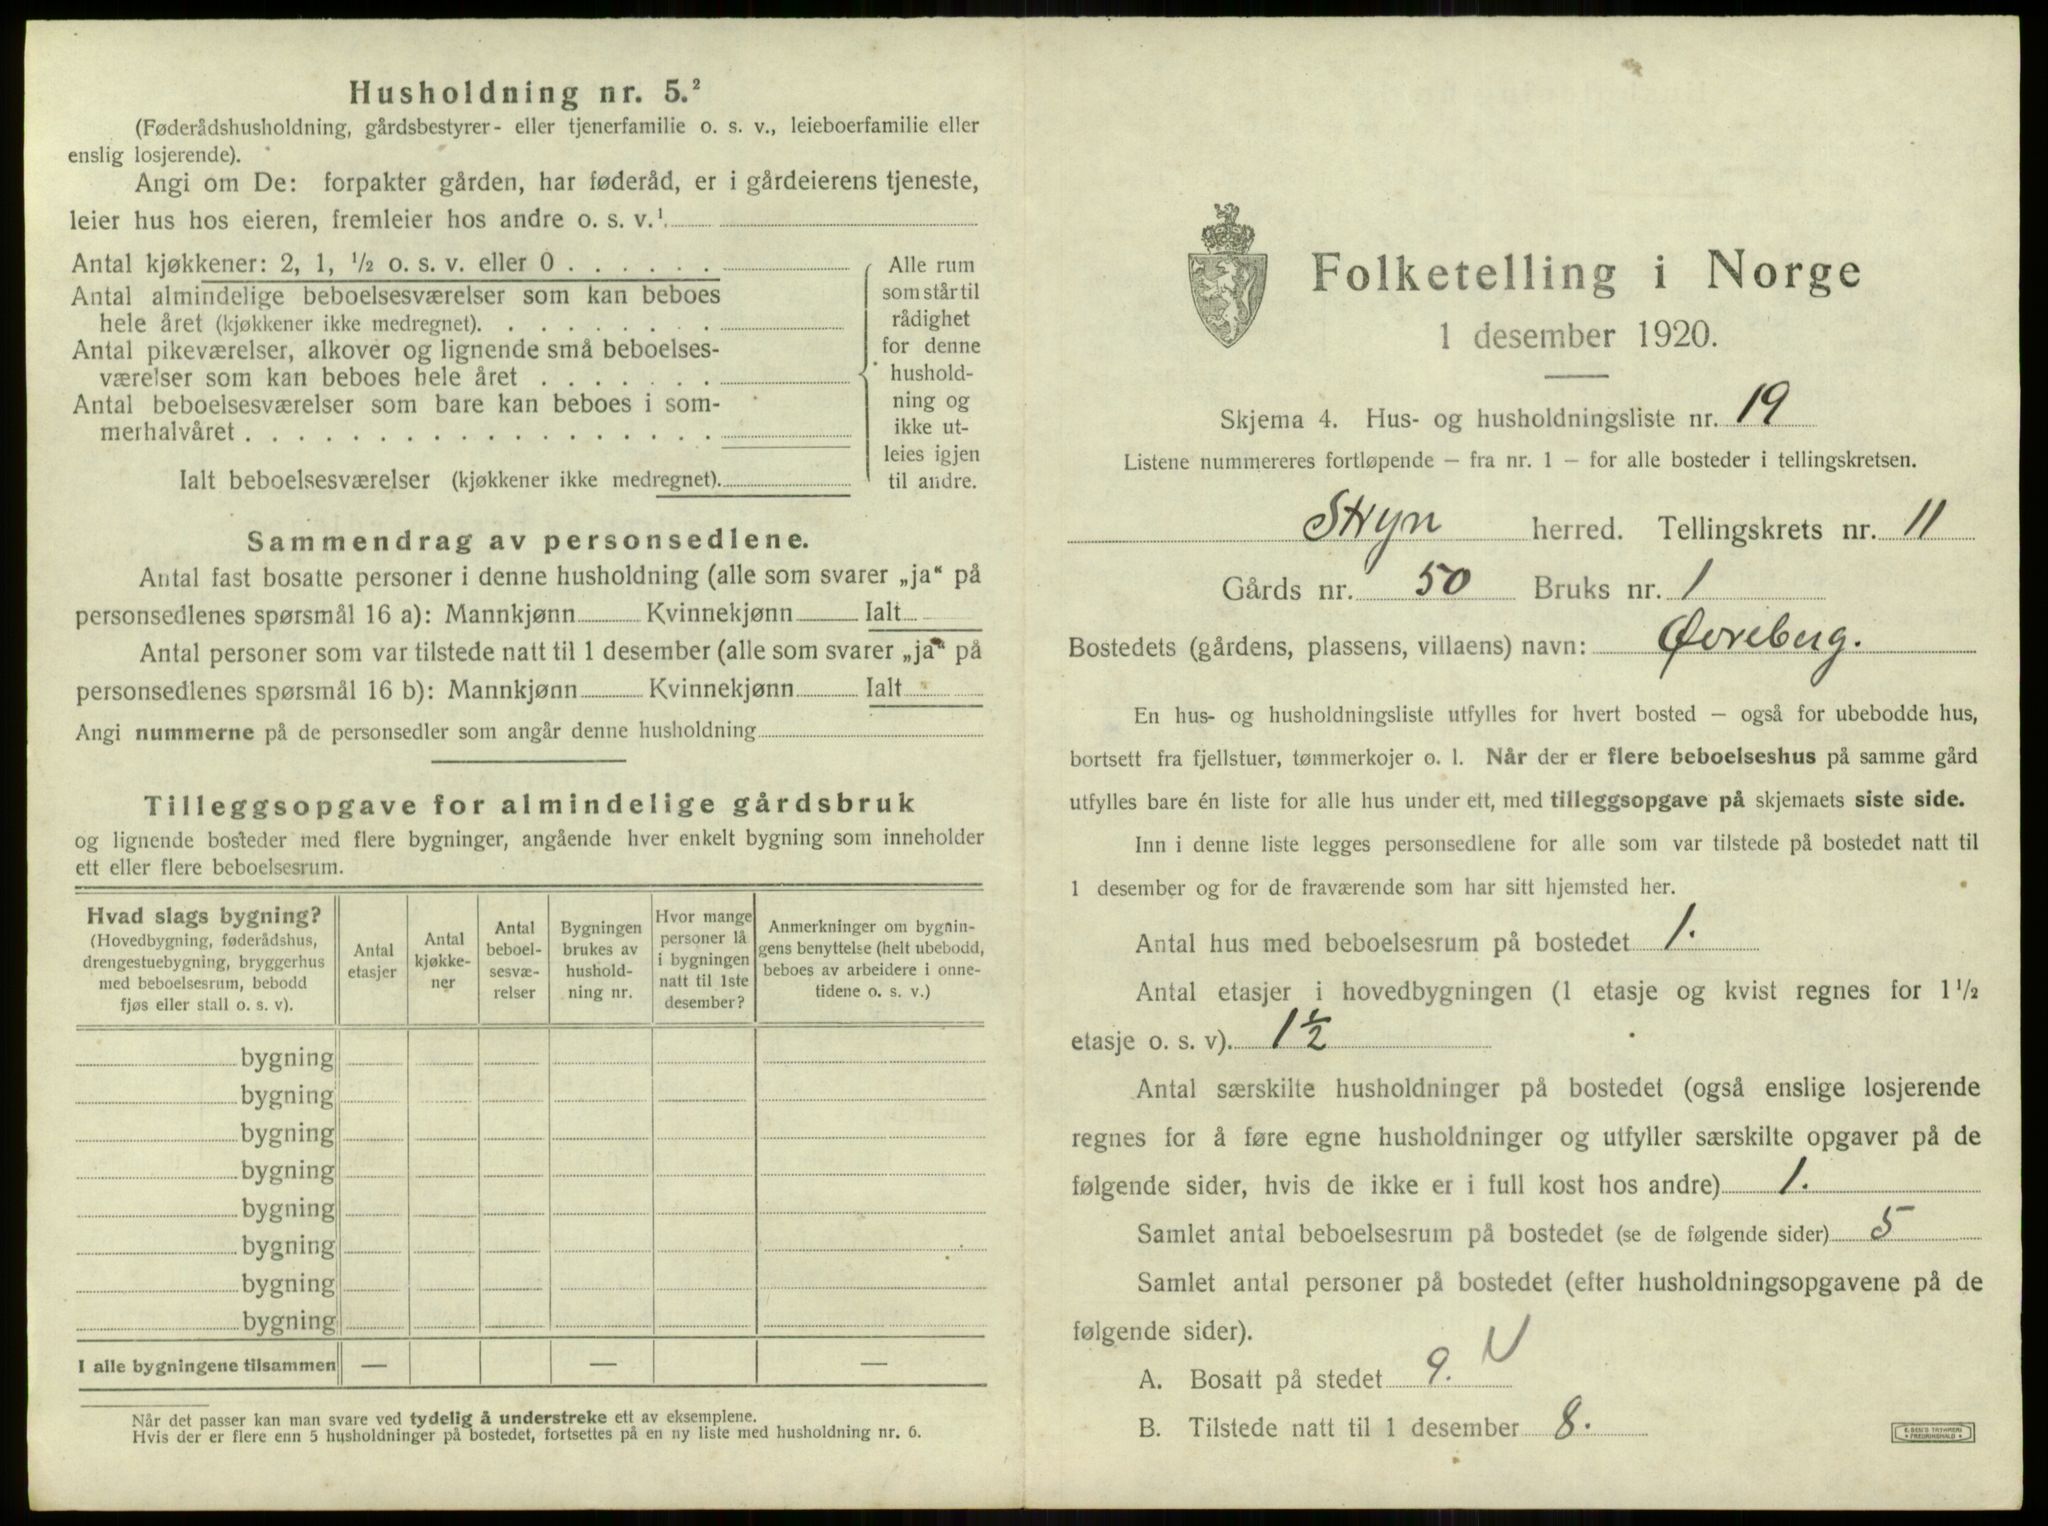 Husholdning nr. 5.²
(Føderådshusholdning, gårdsbestyrer- eller tjenerfamilie o. s. v., leieboerfamilie eller
enslig losjerende).
Angi om De: forpakter gården, har føderåd, er i gårdeierens tjeneste,
leier hus hos eieren, fremleier hos andre o. s. v.¹
Antal kjøkkener: 2, 1, ½ o. s. v. eller 0 . . . . . .
Antal almindelige beboelsesværelser som kan beboes
hele året (kjøkkener ikke medregnet). . . . . . . . .
Antal pikeværelser, alkover og lignende små beboelses-
værelser som kan beboes hele året . . . . . . .
Antal beboelsesværelser som bare kan beboes i som-
merhalvåret . . . . . . . . . . . . . . . . . .
Ialt beboelsesværelser (kjøkkener ikke medregnet).
Alle rum
som står til
rådighet
for denne
hushold-
ning og
ikke ut-
leies igjen
til andre.
Sammendrag av personsedlene.
Antal fast bosatte personer i denne husholdning (alle som svarer „ja“ på
personsedlenes spørsmål 16 a): Mannkjønn Kvinnekjønn Ialt
Antal personer som var tilstede natt til 1 desember (alle som svarer „ja“ på
personsedlenes spørsmål 16 b): Mannkjønn Kvinnekjønn Ialt
Angi nummerne på de personsedler som angår denne husholdning
Tilleggsopgave for almindelige gårdsbruk
og lignende bosteder med flere bygninger, angående hver enkelt bygning som inneholder
ett eller flere beboelsesrum.
Hvad slags bygning?
(Hovedbygning, føderådshus,
drengestuebygning, bryggerhus
med beboelsesrum, bebodd
fjøs eller stall o. s. v).
Antal
etasjer
Antal
kjøkke-
ner
Antal
beboel-
sesvæ-
relser
Bygningen
brukes av
hushold-
ning nr.
Hvor mange
personer lå
i bygningen
natt til 1ste
desember?
Anmerkninger om bygnin-
gens benyttelse (helt ubebodd,
beboes av arbeidere i onne-
tidene o. s. v.)
bygning
bygning
bygning
bygning
bygning
bygning
bygning
bygning
I alle bygningene tilsammen — — —
Når det passer kan man svare ved tydelig å understreke ett av eksemplene.
Hvis der er flere enn 5 husholdninger på bostedet, fortsettes på en ny liste med husholdning nr. 6.
Folketelling i Norge
1 desember 1920.
Skjema 4. Hus- og husholdningsliste nr. 19
Listene nummereres fortløpende – fra nr. 1 – for alle bosteder i tellingskretsen.
Stryn herred. Tellingskrets nr. 11
Gårds nr. 50 Bruks nr. 1
Bostedets (gårdens, plassens, villaens) navn: Øvreberg.
En hus- og husholdningsliste utfylles for hvert bosted – også for ubebodde hus,
bortsett fra fjellstuer, tømmerkojer o. l. Når der er flere beboelseshus på samme gård
utfylles bare én liste for alle hus under ett, med tilleggsopgave på skjemaets siste side.
Inn i denne liste legges personsedlene for alle som var tilstede på bostedet natt til
1 desember og for de fraværende som har sitt hjemsted her.
Antal hus med beboelsesrum på bostedet 1.
Antal etasjer i hovedbygningen (1 etasje og kvist regnes for 1 ½
etasje o. s. v). 1½
Antal særskilte husholdninger på bostedet (også enslige losjerende
regnes for å føre egne husholdninger og utfyller særskilte opgaver på de
følgende sider, hvis de ikke er i full kost hos andre) 1.
Samlet antal beboelsesrum på bostedet (se de følgende sider) 5
Samlet antal personer på bostedet (efter husholdningsopgavene på de
følgende sider).
A. Bosatt på stedet 9.
B. Tilstede natt til 1 desember 8.